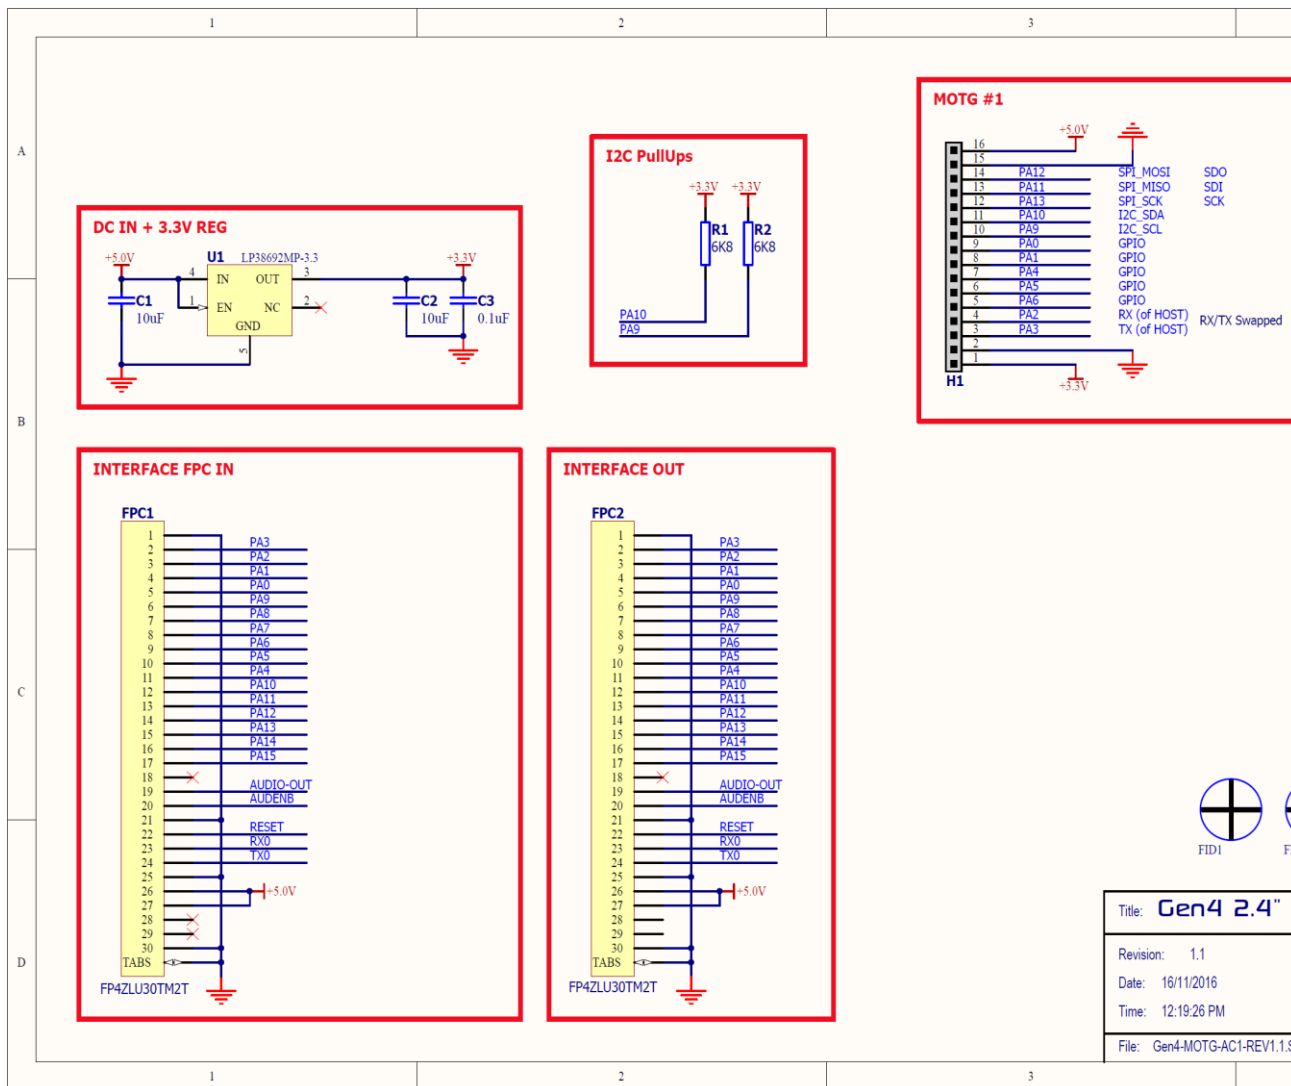 1 2 3
A
B
C
D
DC IN + 3.3V REG
+5.0V
U1 LP38692MP-3.3
+3.3V
4 IN OUT 3
1 EN NC 2
GND
5
C1
10uF
C2
10uF
C3
0.1uF
I2C PullUps
+3.3V +3.3V
R1
6K8
R2
6K8
PA10
PA9
MOTG #1
+5.0V
16
15
14 PA12 SPI_MOSI SDO
13 PA11 SPI_MISO SDI
12 PA13 SPI_SCK SCK
11 PA10 I2C_SDA
10 PA9 I2C_SCL
9 PA0 GPIO
8 PA1 GPIO
7 PA4 GPIO
6 PA5 GPIO
5 PA6 GPIO
4 PA2 RX (of HOST)
3 PA3 TX (of HOST)
RX/TX Swapped
2
1
H1
+3.3V
INTERFACE FPC IN
FPC1
1
2 PA3
3 PA2
4 PA1
5 PA0
6 PA9
7 PA8
8 PA7
9 PA6
10 PA5
11 PA4
12 PA10
13 PA11
14 PA12
15 PA13
16 PA14
17 PA15
18
19 AUDIO-OUT
20 AUDENB
21
22 RESET
23 RX0
24 TX0
25
26 +5.0V
27
28
29
30
TABS
FP4ZLU30TM2T
INTERFACE OUT
FPC2
1
2 PA3
3 PA2
4 PA1
5 PA0
6 PA9
7 PA8
8 PA7
9 PA6
10 PA5
11 PA4
12 PA10
13 PA11
14 PA12
15 PA13
16 PA14
17 PA15
18
19 AUDIO-OUT
20 AUDENB
21
22 RESET
23 RX0
24 TX0
25
26 +5.0V
27
28
29
30
TABS
FP4ZLU30TM2T
FID1
Title: Gen4 2.4"
Revision: 1.1
Date: 16/11/2016
Time: 12:19:26 PM
File: Gen4-MOTG-AC1-REV1.1.S
1 2 3